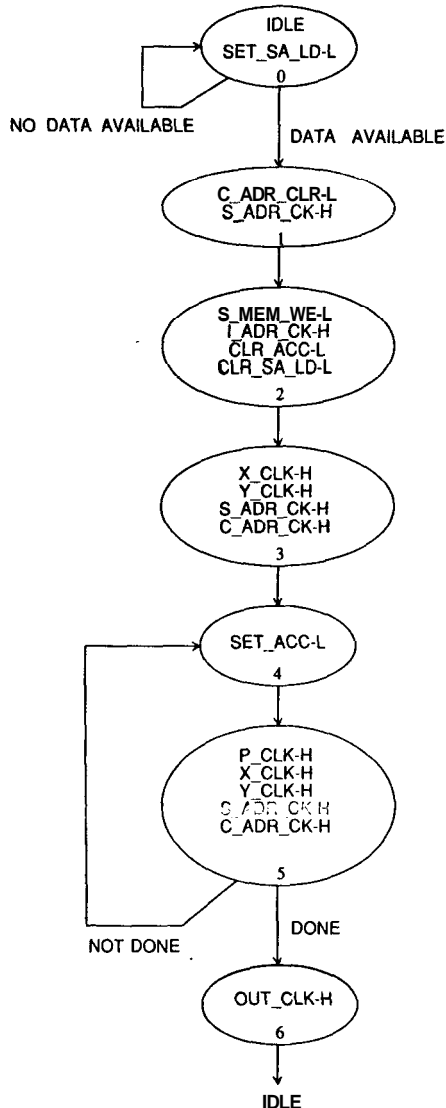 IDLE
SET_SA_LD-L
0
NO DATA AVAILABLE
DATA AVAILABLE
C_ADR_CLR-L
S_ADR_CK-H
1
S_MEM_WE-L
I_ADR_CK-H
CLR_ACC-L
CLR_SA_LD-L
2
X_CLK-H
Y_CLK-H
S_ADR_CK-H
C_ADR_CK-H
3
SET_ACC-L
4
P_CLK-H
X_CLK-H
Y_CLK-H
S_ADR_CK-H
C_ADR_CK-H
5
NOT DONE
DONE
OUT_CLK-H
6
IDLE